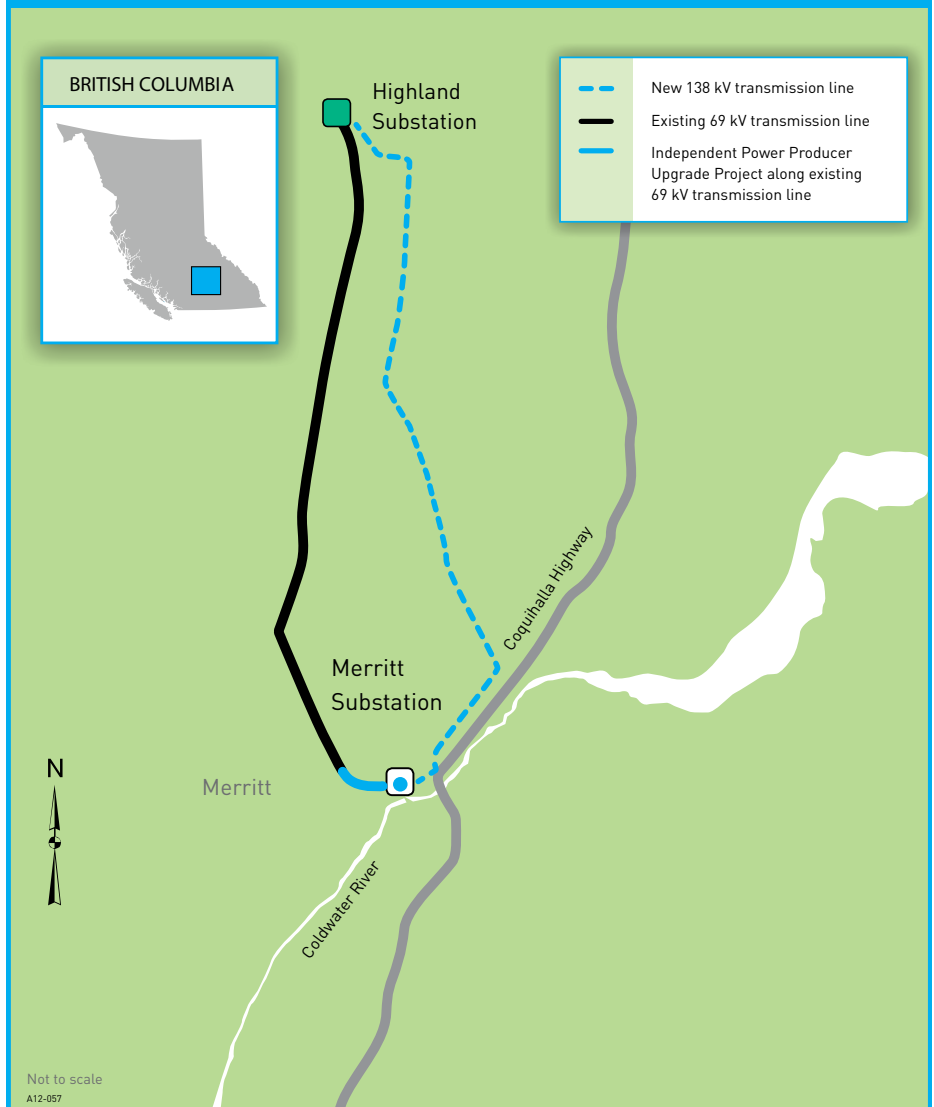 BRITISH COLUMBIA
Highland
Substation
New 138 kV transmission line
Existing 69 kV transmission line
Independent Power Producer
Upgrade Project along existing
69 kV transmission line
Coquihalla Highway
Merritt
Substation
N
Merritt
Coldwater River
Not to scale
A12-057